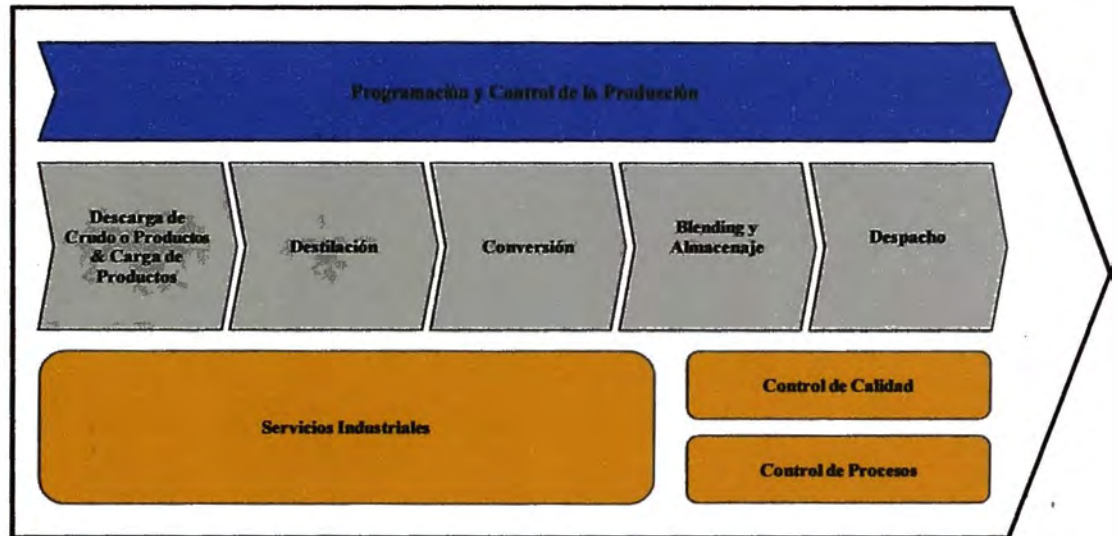 Programación y Control de la Producción
Descarga de
Crudo o Productos
& Carga de
Productos
Destilación
Conversión
Blending y
Almacenaje
Despacho
Servicios Industriales
Control de Calidad
Control de Procesos